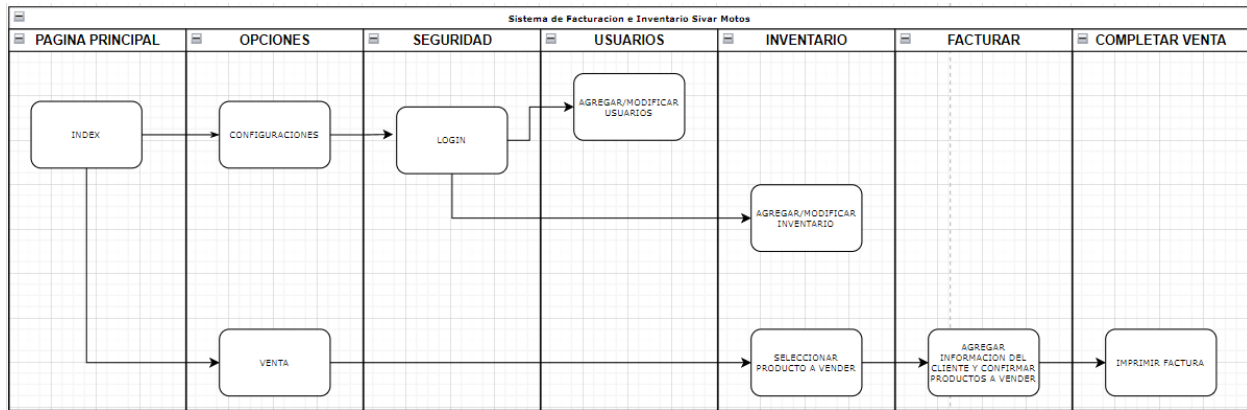 Sistema de Facturacion e Inventario Sivar Motos
PAGINA PRINCIPAL
OPCIONES
SEGURIDAD
USUARIOS
INVENTARIO
FACTURAR
COMPLETAR VENTA
INDEX
CONFIGURACIONES
LOGIN
AGREGAR/MODIFICAR
USUARIOS
AGREGAR/MODIFICAR
INVENTARIO
VENTA
SELECCIONAR
PRODUCTO A VENDER
AGREGAR
INFORMACION DEL
CLIENTE Y CONFIRMAR
PRODUCTOS A VENDER
IMPRIMIR FACTURA